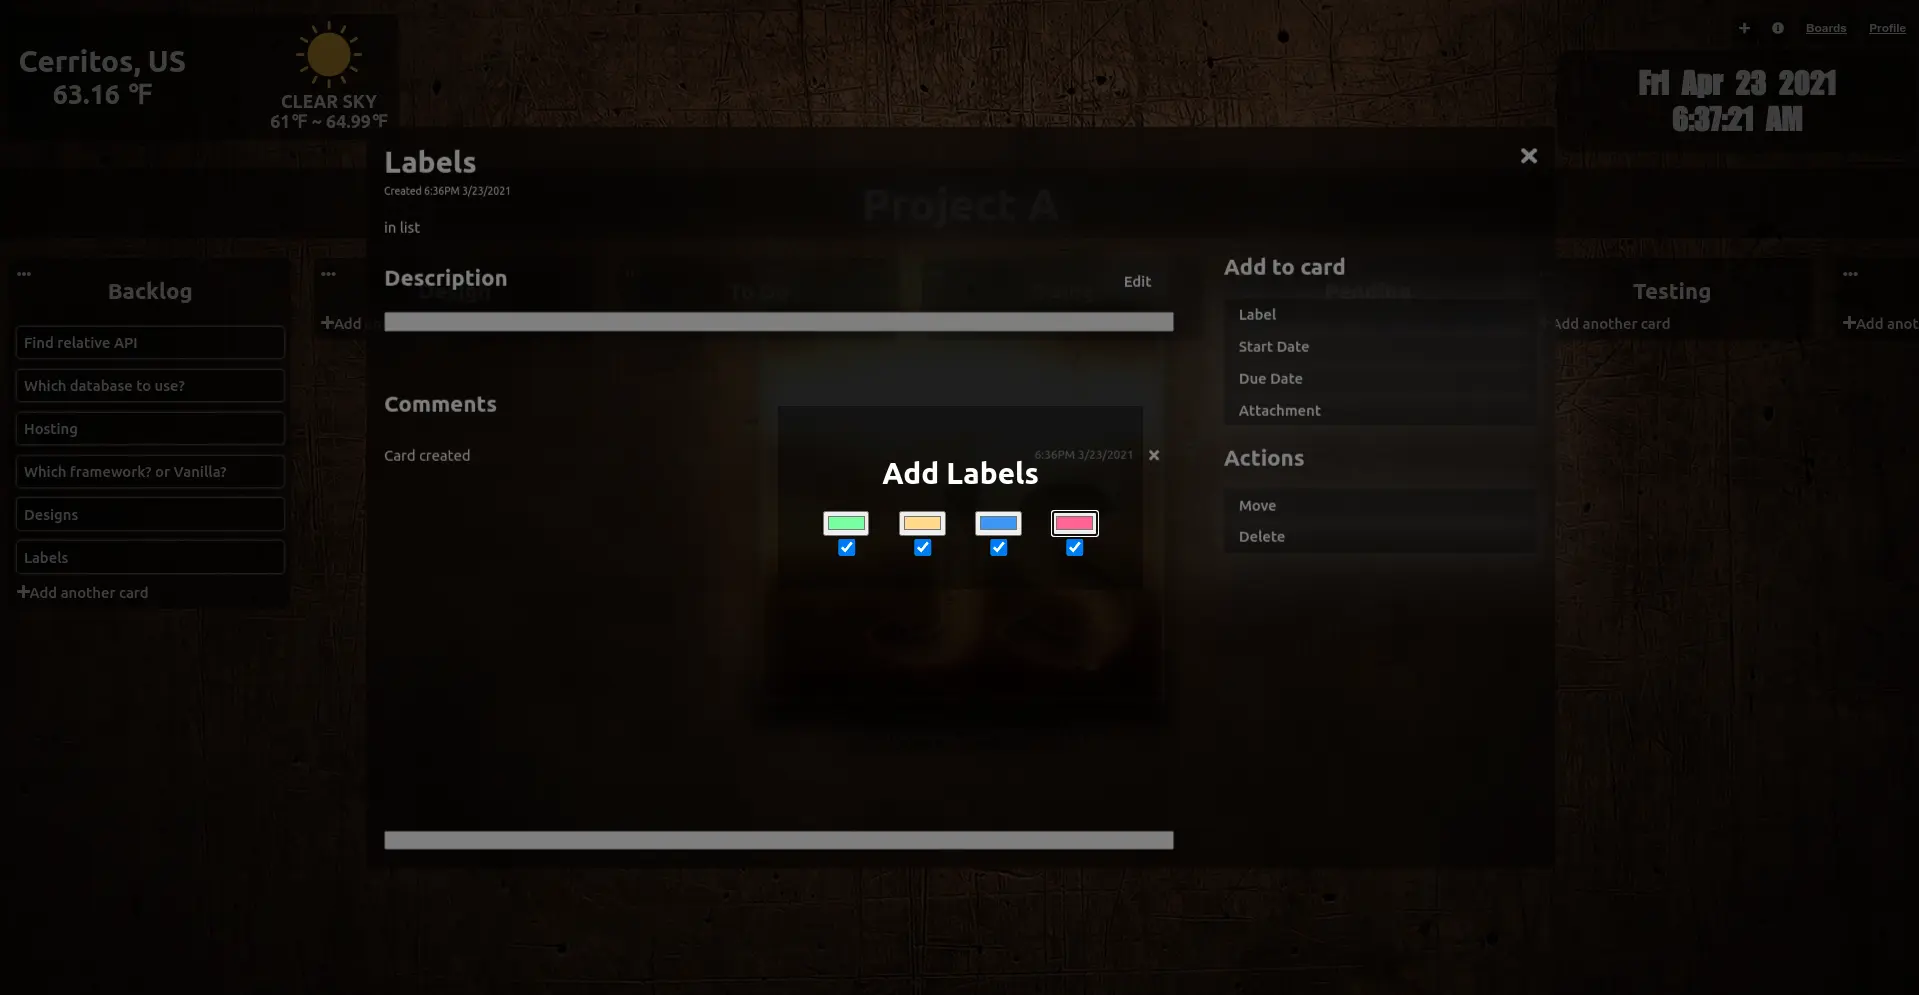 Cerritos, US
63.16 °F
CLEAR SKY
61°F ~ 64.99°F
Boards
Profile
Fri Apr 23 2021
6:37:21 AM
Project A
Labels
Created 6:36PM 3/23/2021
in list
Description
Edit
Comments
Card created
6:36PM 3/23/2021
Add Labels
Add to card
Label
Start Date
Due Date
Attachment
Actions
Move
Delete
Backlog
Find relative API
Which database to use?
Hosting
Which framework? or Vanilla?
Designs
Labels
Add another card
Design
Add
To Do
Pending
Testing
Add another card
Add anot